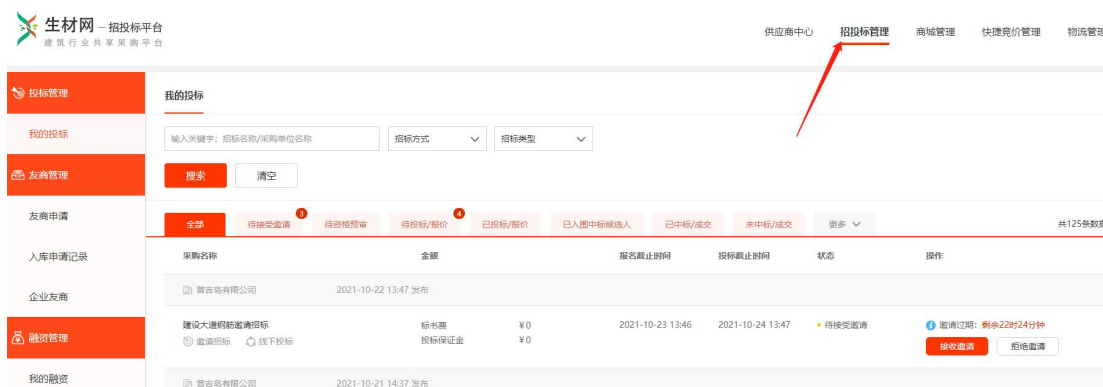 生材网 – 招投标平台
建筑行业共享采购平台
供应商中心 招投标管理 商城管理 快捷竞价管理 物流管理
投标管理
我的投标
友商管理
友商申请
入库申请记录
企业友商
融资管理
我的融资
我的投标
输入关键字：招标名称/采购单位名称 招标方式 招标类型
搜索 清空
全部 待接受邀请 3 待资格预审 待投标/报价 4 已投标/报价 已入围中标候选人 已中标/成交 未中标/成交 更多 共125条数据
采购名称 金额 报名截止时间 投标截止时间 状态 操作
普吉岛有限公司 2021-10-22 13:47 发布
建设大道钢筋邀请招标 标书费 ¥0 2021-10-23 13:46 2021-10-24 13:47 待接受邀请 邀请过期：剩余22时24分钟
邀请招标 线下投标 投标保证金 ¥0 接收邀请 拒绝邀请
普吉岛有限公司 2021-10-21 14:37 发布